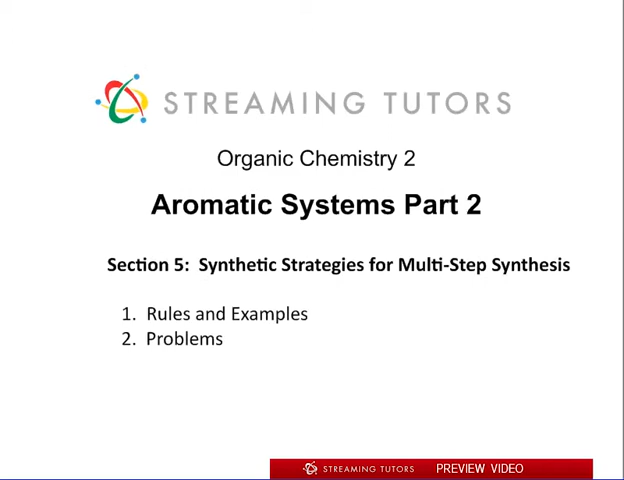 STREAMING TUTORS
Organic Chemistry 2
Aromatic Systems Part 2
Section 5: Synthetic Strategies for Multi-Step Synthesis
1. Rules and Examples
2. Problems
STREAMING TUTORS PREVIEW VIDEO